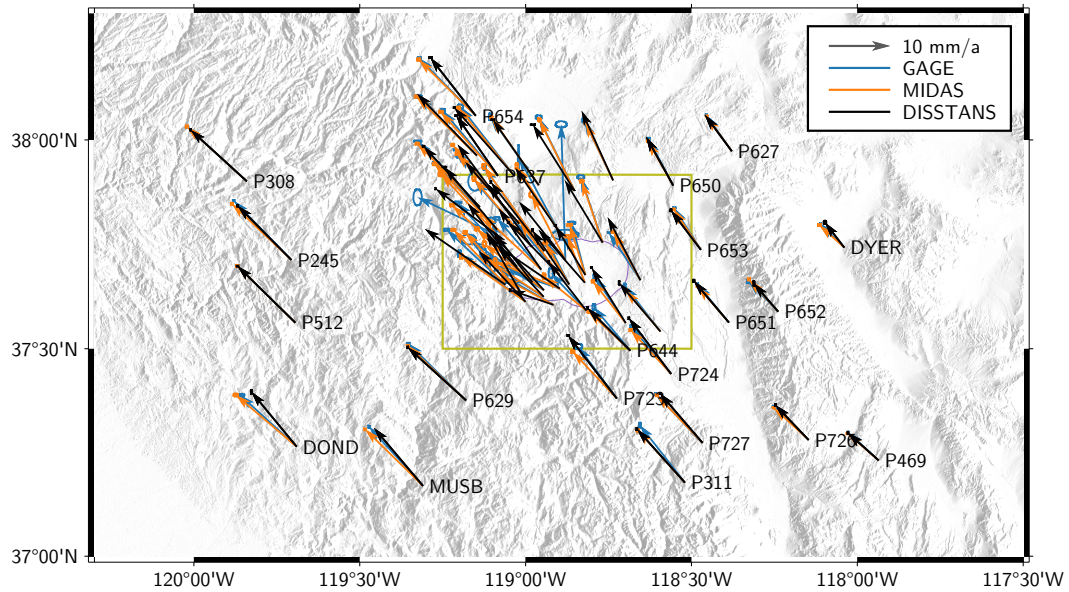 10 mm/a
GAGE
MIDAS
DISSTANS
38°00'N
37°30'N
37°00'N
P654
P627
P308
P637
P650
P245
P653
DYER
P512
P651
P652
P644
P724
P629
P723
DOND
P727
P726
P469
MUSB
P311
120°00'W
119°30'W
119°00'W
118°30'W
118°00'W
117°30'W